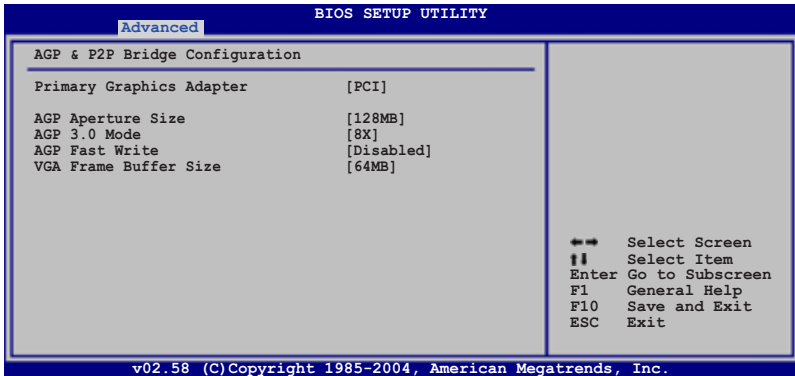 BIOS SETUP UTILITY
Advanced
AGP & P2P Bridge Configuration
Primary Graphics Adapter [PCI]
AGP Aperture Size [128MB]
AGP 3.0 Mode [8X]
AGP Fast Write [Disabled]
VGA Frame Buffer Size [64MB]
←→ Select Screen
↑↓ Select Item
Enter Go to Subscreen
F1 General Help
F10 Save and Exit
ESC Exit
v02.58 (C)Copyright 1985-2004, American Megatrends, Inc.